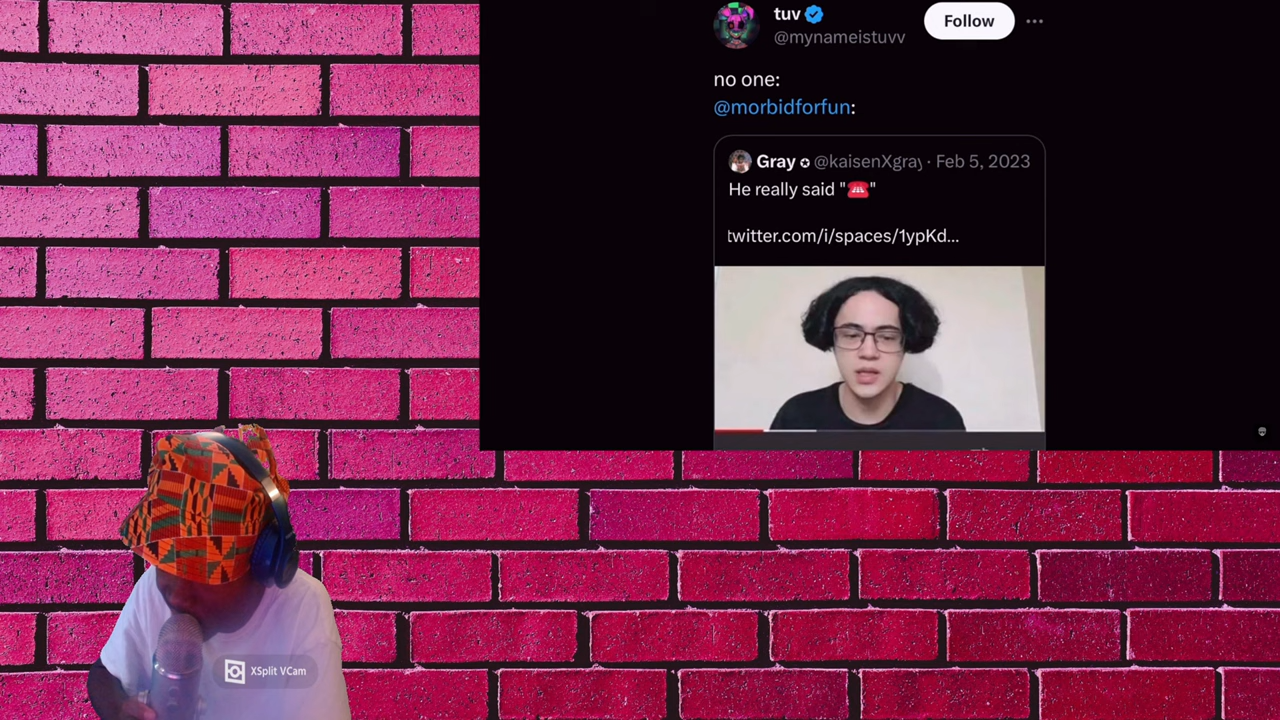 tuv
@mynameistuvv
Follow
no one:
@morbidforfun:
Gray @kaisenXgray · Feb 5, 2023
He really said "☎️"
twitter.com/i/spaces/1ypKd...
XSplit VCam